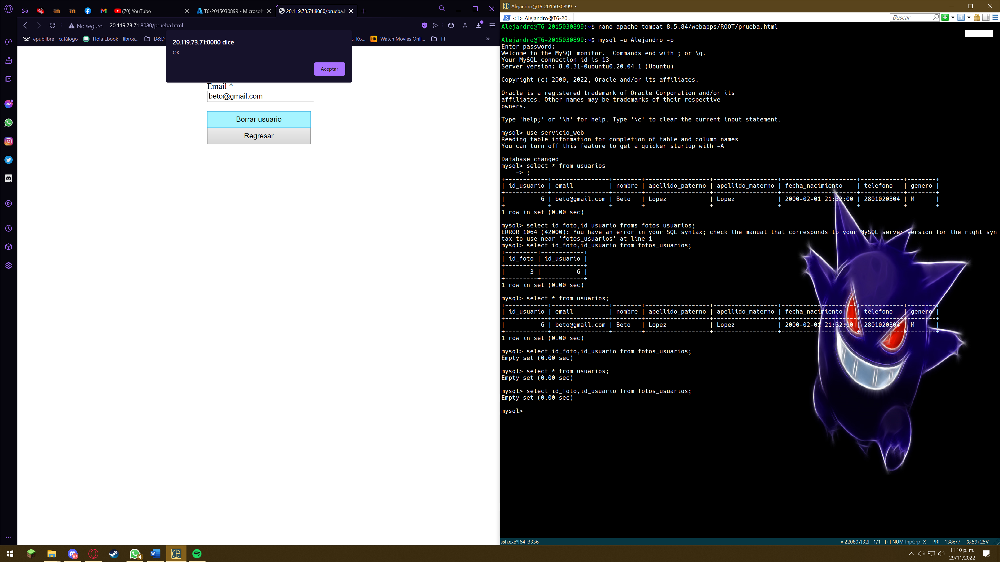 (70) YouTube
T6-2015030899 - Microsoft
20.119.73.71:8080/prueba.h
No seguro
20.119.73.71:8080/prueba.html
epublibre - catálogo
Hola Ebook - libros...
D&D
a, Ko...
HD
Watch Movies Onli...
TT
20.119.73.71:8080 dice
OK
Aceptar
Email *
beto@gmail.com
Borrar usuario
Regresar
Alejandro@T6-2015030899: ~
<1> Alejandro@T6-20...
Buscar
Alejandro@T6-2015030899:~$ nano apache-tomcat-8.5.84/webapps/ROOT/prueba.html
Alejandro@T6-2015030899:~$ mysql -u Alejandro -p
Enter password:
Welcome to the MySQL monitor.  Commands end with ; or \g.
Your MySQL connection id is 13
Server version: 8.0.31-0ubuntu0.20.04.1 (Ubuntu)
Copyright (c) 2000, 2022, Oracle and/or its affiliates.
Oracle is a registered trademark of Oracle Corporation and/or its
affiliates. Other names may be trademarks of their respective
owners.
Type 'help;' or '\h' for help. Type '\c' to clear the current input statement.
mysql> use servicio_web
Reading table information for completion of table and column names
You can turn off this feature to get a quicker startup with -A
Database changed
mysql> select * from usuarios
    -> ;
+------------+----------------+--------+------------------+------------------+---------------------+------------+--------+
| id_usuario | email          | nombre | apellido_paterno | apellido_materno | fecha_nacimiento    | telefono   | genero |
+------------+----------------+--------+------------------+------------------+---------------------+------------+--------+
|          6 | beto@gmail.com | Beto   | Lopez            | Lopez            | 2000-02-01 21:32:00 | 2801020304 | M      |
+------------+----------------+--------+------------------+------------------+---------------------+------------+--------+
1 row in set (0.00 sec)
mysql> select id_foto,id_usuario froms fotos_usuarios;
ERROR 1064 (42000): You have an error in your SQL syntax; check the manual that corresponds to your MySQL server version for the right syn
tax to use near 'fotos_usuarios' at line 1
mysql> select id_foto,id_usuario from fotos_usuarios;
+---------+------------+
| id_foto | id_usuario |
+---------+------------+
|       3 |          6 |
+---------+------------+
1 row in set (0.00 sec)
mysql> select * from usuarios;
+------------+----------------+--------+------------------+------------------+---------------------+------------+--------+
| id_usuario | email          | nombre | apellido_paterno | apellido_materno | fecha_nacimiento    | telefono   | genero |
+------------+----------------+--------+------------------+------------------+---------------------+------------+--------+
|          6 | beto@gmail.com | Beto   | Lopez            | Lopez            | 2000-02-01 21:32:00 | 2801020304 | M      |
+------------+----------------+--------+------------------+------------------+---------------------+------------+--------+
1 row in set (0.00 sec)
mysql> select id_foto,id_usuario from fotos_usuarios;
Empty set (0.00 sec)
mysql> select * from usuarios;
Empty set (0.00 sec)
mysql> select id_foto,id_usuario from fotos_usuarios;
Empty set (0.00 sec)
mysql>
ssh.exe*[64]:3336
« 220807[32]  1/1  [+] NUM InpGrp  X  PRI  138x77  (8,59) 25V
9+
4
11:10 p. m.
29/11/2022